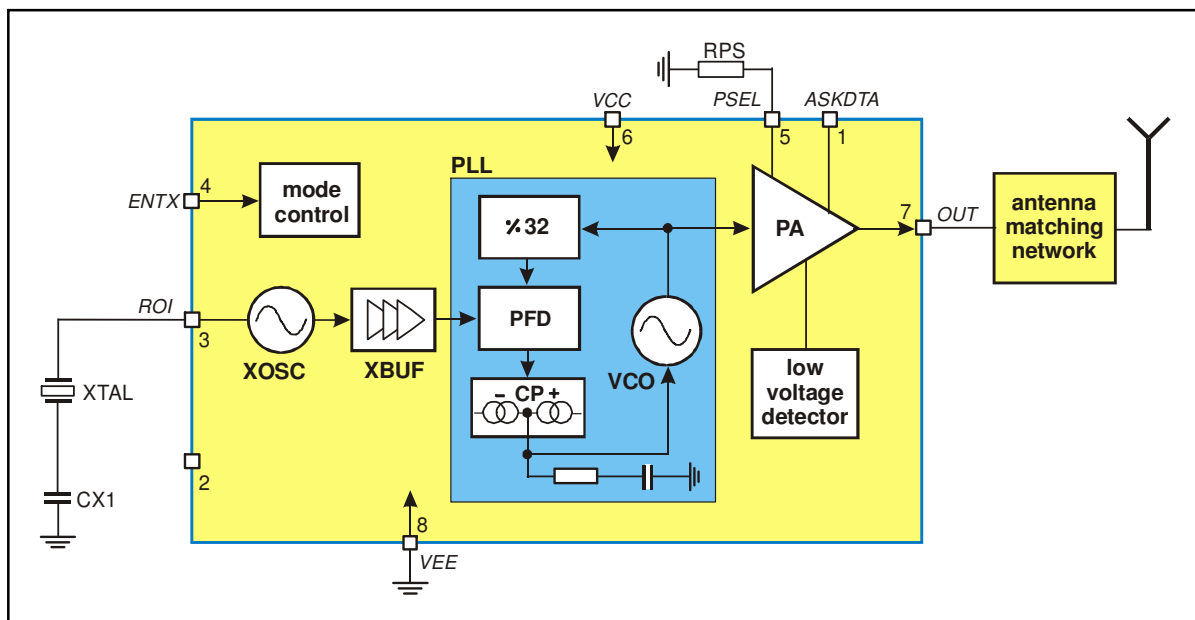 RPS
VCC
PSEL
ASKDTA
6
5
1
PLL
ENTX
4
mode
control
÷32
PA
7
OUT
antenna
matching
network
ROI
3
XOSC
XBUF
PFD
VCO
low
voltage
detector
XTAL
- CP +
2
CX1
8
VEE